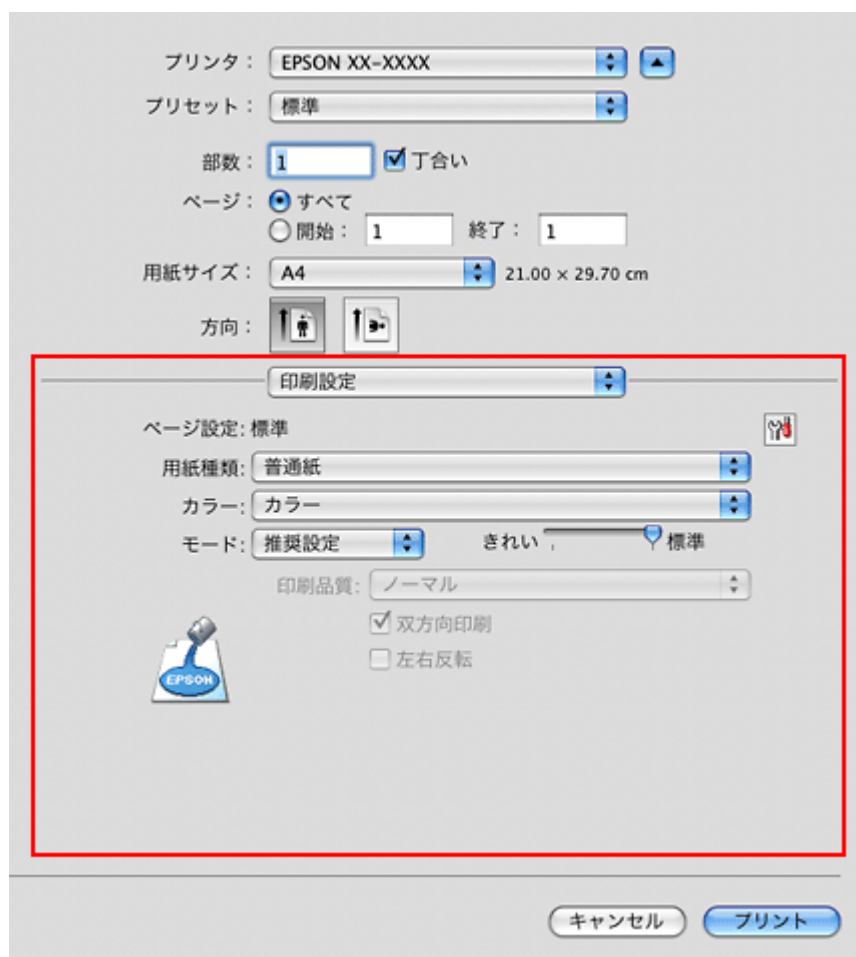 プリンタ： EPSON XX-XXXX
プリセット： 標準
部数： 1 丁合い
ページ： すべて
開始： 1 終了： 1
用紙サイズ： A4 21.00 × 29.70 cm
方向：
印刷設定
ページ設定: 標準
用紙種類: 普通紙
カラー: カラー
モード: 推奨設定 きれい 標準
印刷品質: ノーマル
双方向印刷
左右反転
EPSON
キャンセル プリント